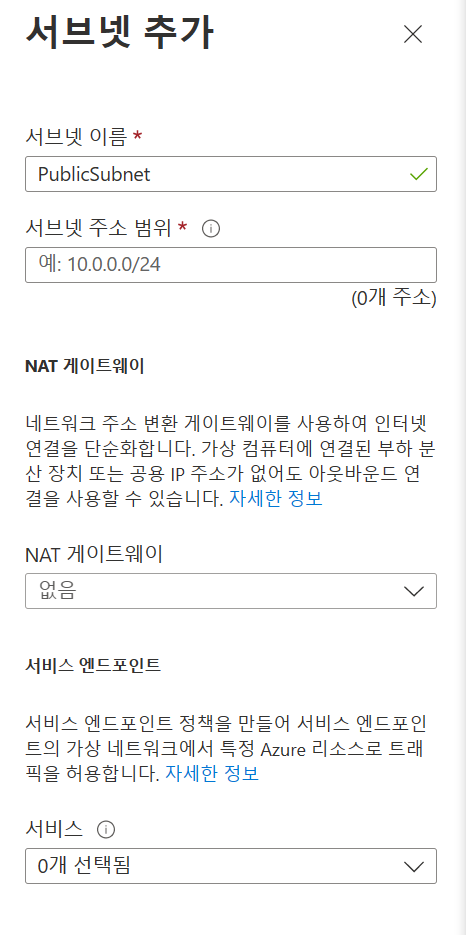 서브넷 추가
서브넷 이름 *
PublicSubnet
서브넷 주소 범위 *
예: 10.0.0.0/24
(0개 주소)
NAT 게이트웨이
네트워크 주소 변환 게이트웨이를 사용하여 인터넷
연결을 단순화합니다. 가상 컴퓨터에 연결된 부하 분
산 장치 또는 공용 IP 주소가 없어도 아웃바운드 연
결을 사용할 수 있습니다. 자세한 정보
NAT 게이트웨이
없음
서비스 엔드포인트
서비스 엔드포인트 정책을 만들어 서비스 엔드포인
트의 가상 네트워크에서 특정 Azure 리소스로 트래
픽을 허용합니다. 자세한 정보
서비스
0개 선택됨